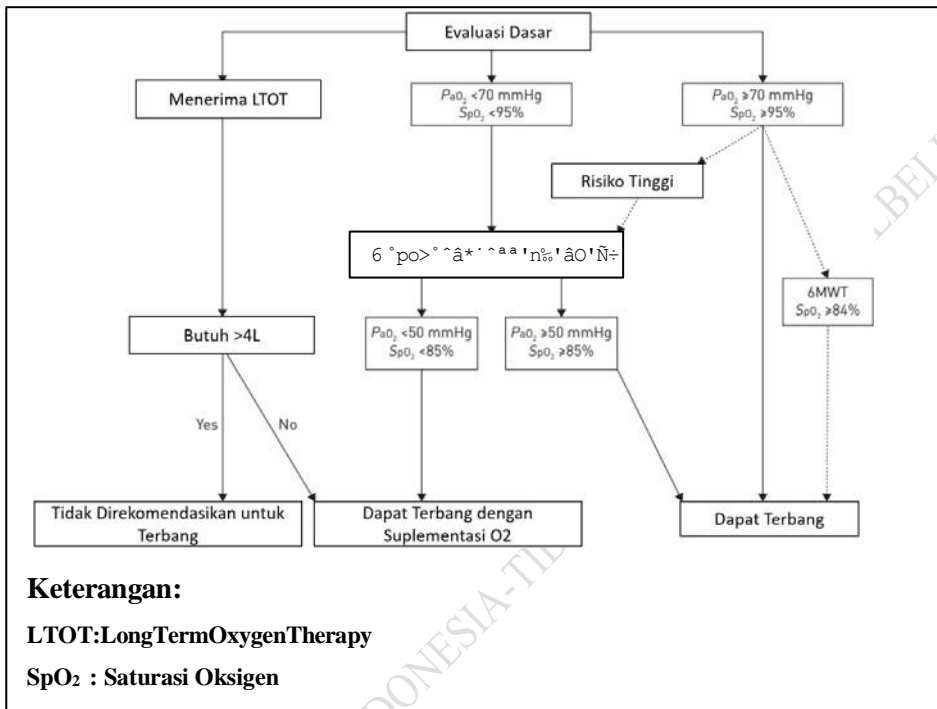 Evaluasi Dasar
Menerima LTOT
PaO₂ <70 mmHg
SpO₂ <95%
PaO₂ ≥70 mmHg
SpO₂ ≥95%
Risiko Tinggi
6MWT
SpO₂ ≥84%
Butuh >4L
PaO₂ <50 mmHg
SpO₂ <85%
PaO₂ ≥50 mmHg
SpO₂ ≥85%
Yes
No
Tidak Direkomendasikan untuk
Terbang
Dapat Terbang dengan
Suplementasi O2
Dapat Terbang
Keterangan:
LTOT:LongTermOxygenTherapy
SpO₂ : Saturasi Oksigen